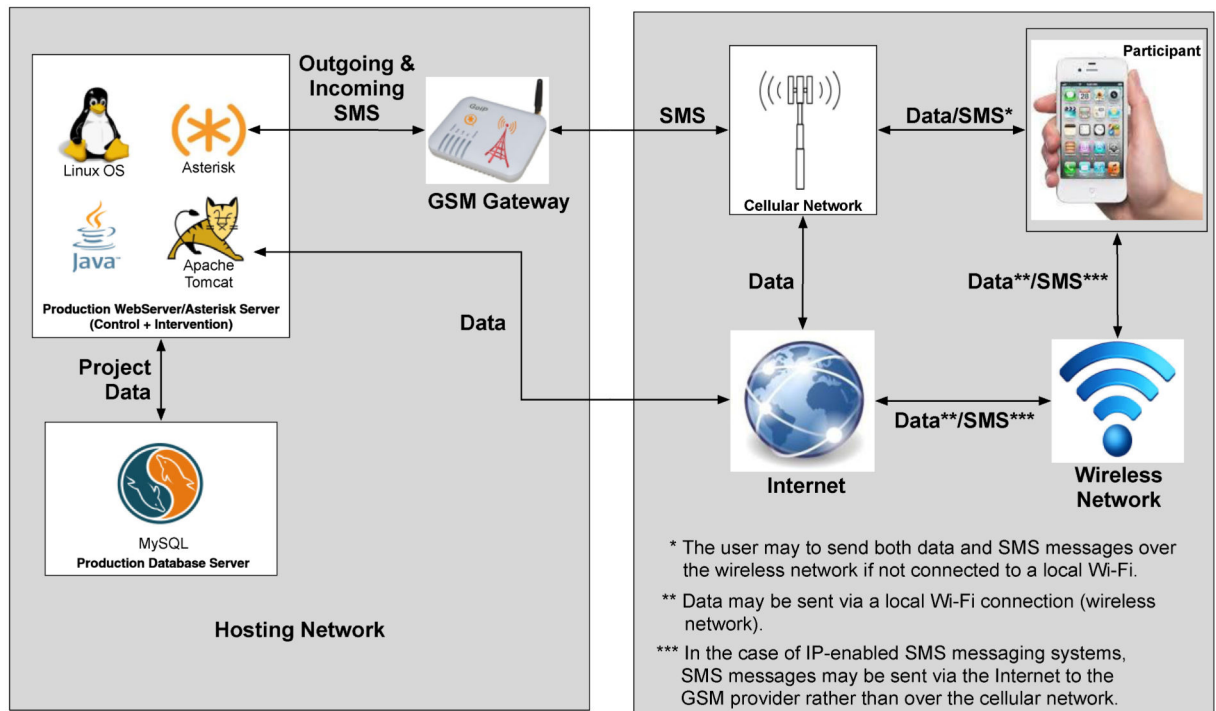 Linux OS
Asterisk
Java™
Apache
Tomcat
Production WebServer/Asterisk Server
(Control + Intervention)
Outgoing &
Incoming
SMS
GoIP
GSM Gateway
Project
Data
MySQL
Production Database Server
Hosting Network
Data
SMS
Cellular Network
Data/SMS*
Participant
Data
Data**/SMS***
Internet
Data**/SMS***
Wireless
Network
* The user may to send both data and SMS messages over
the wireless network if not connected to a local Wi-Fi.
** Data may be sent via a local Wi-Fi connection (wireless
network).
*** In the case of IP-enabled SMS messaging systems,
SMS messages may be sent via the Internet to the
GSM provider rather than over the cellular network.